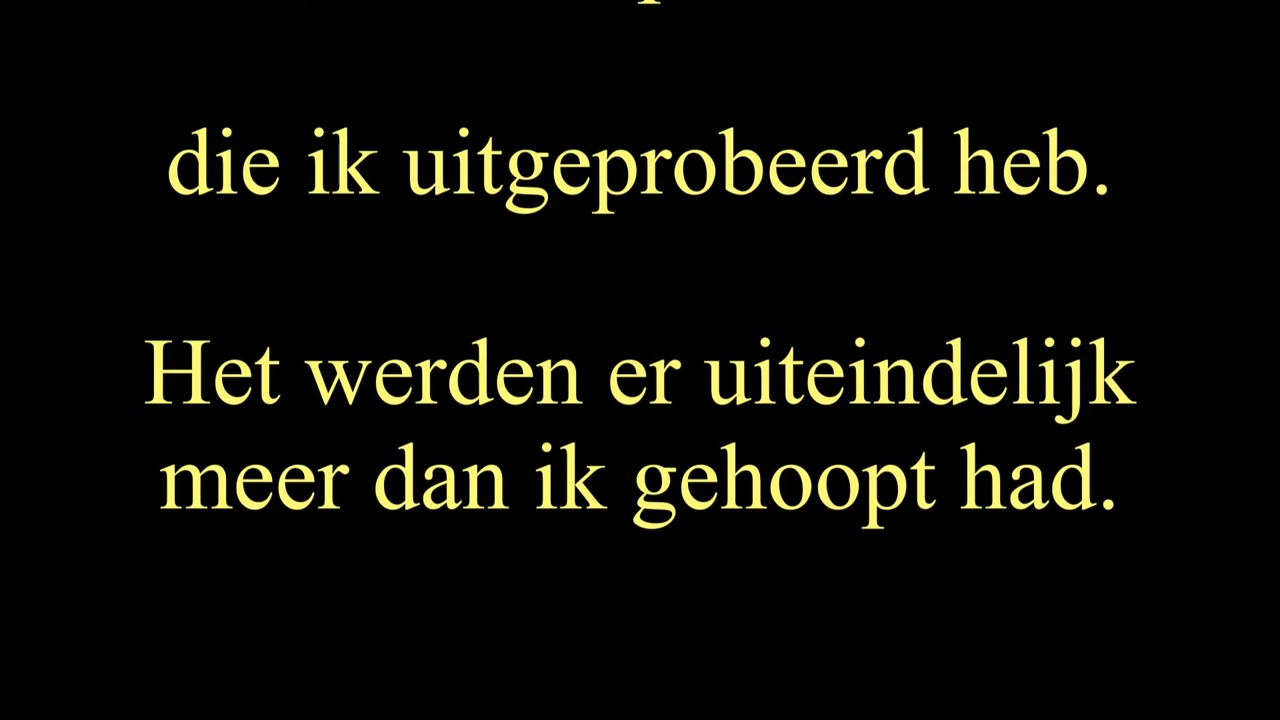 die ik uitgeprobeerd heb.
Het werden er uiteindelijk
meer dan ik gehoopt had.